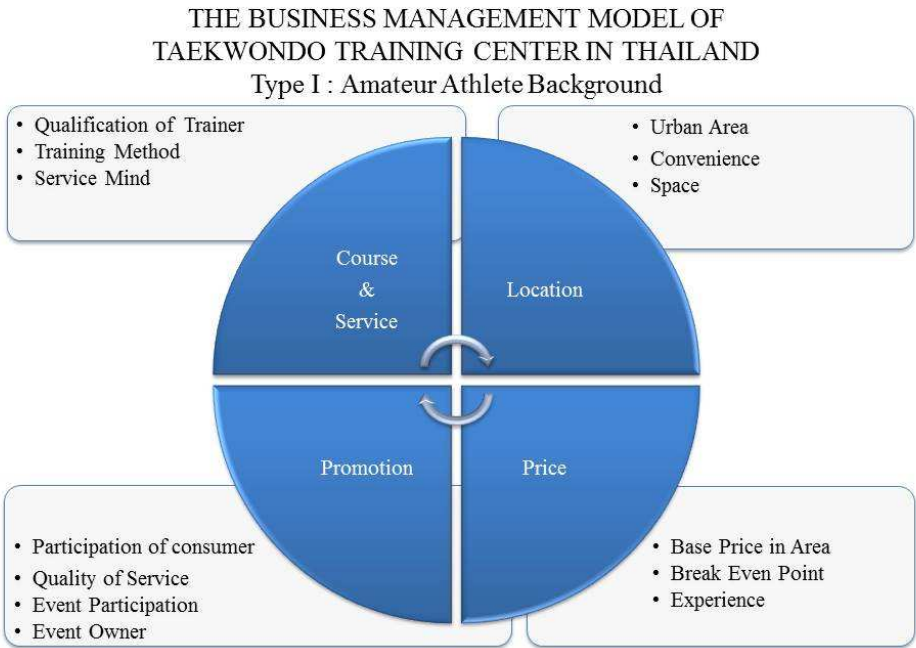 THE BUSINESS MANAGEMENT MODEL OF
TAEKWONDO TRAINING CENTER IN THAILAND
Type I : Amateur Athlete Background
• Qualification of Trainer
• Training Method
• Service Mind
• Urban Area
• Convenience
• Space
Course
&
Service
Location
Promotion
Price
• Participation of consumer
• Quality of Service
• Event Participation
• Event Owner
• Base Price in Area
• Break Even Point
• Experience